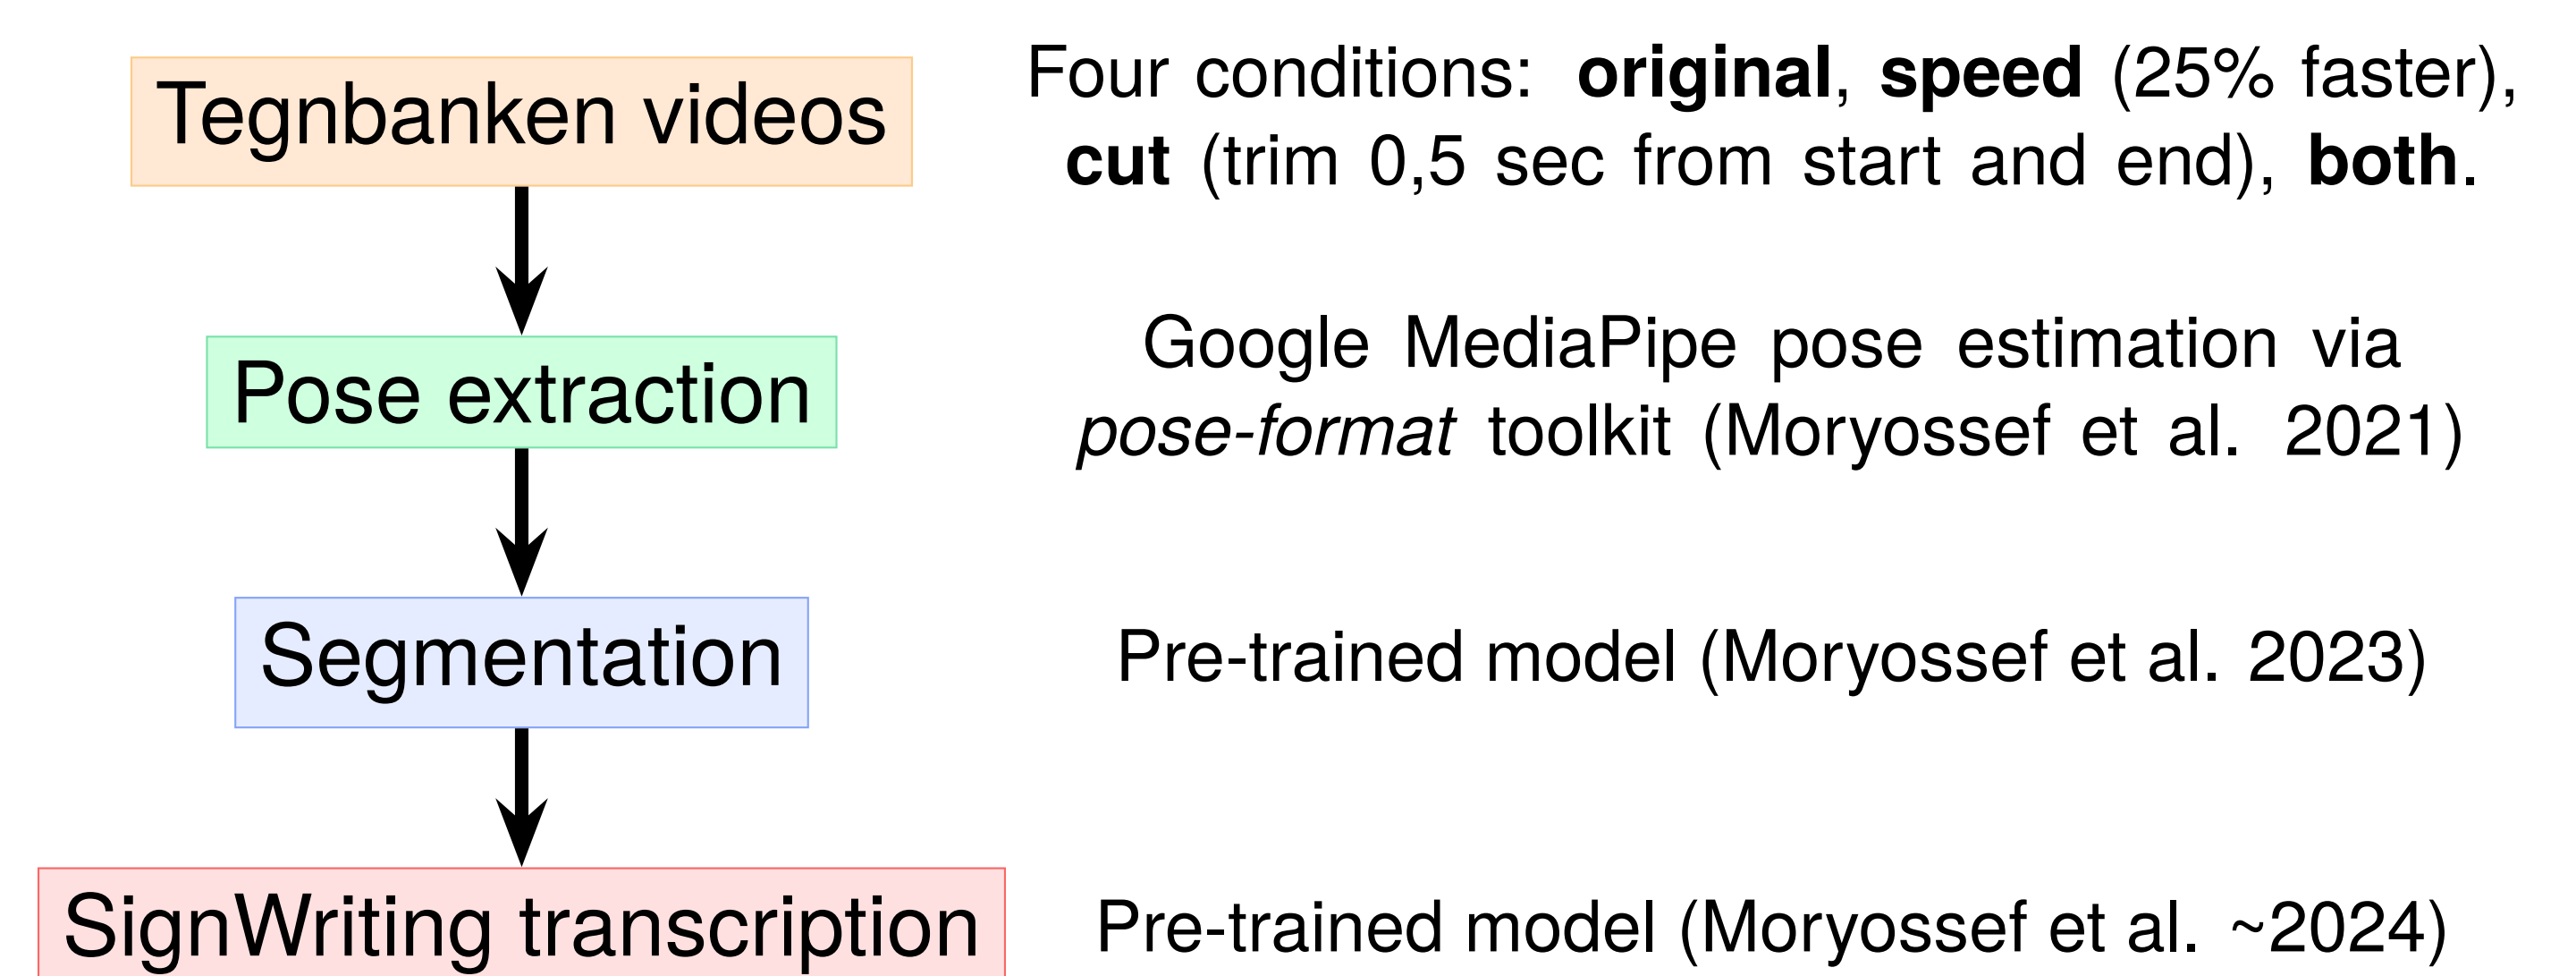 Tegnbanken videos
Four conditions: original, speed (25% faster),
cut (trim 0,5 sec from start and end), both.
Pose extraction
Google MediaPipe pose estimation via
pose-format toolkit (Moryossef et al. 2021)
Segmentation
Pre-trained model (Moryossef et al. 2023)
SignWriting transcription
Pre-trained model (Moryossef et al. ~2024)